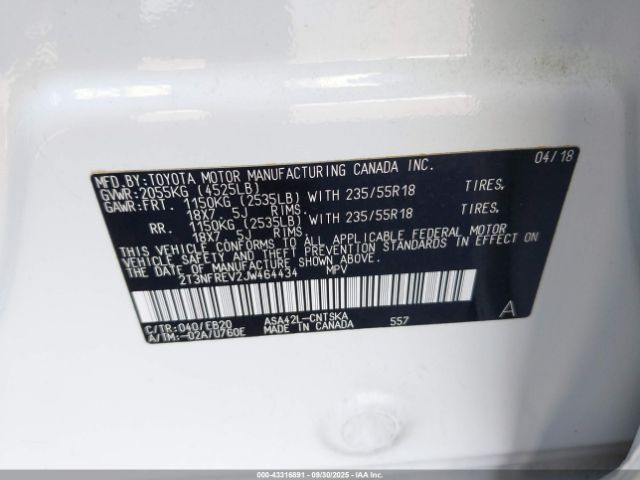 MFD.BY:TOYOTA MOTOR MANUFACTURING CANADA INC. 04/18
GVWR:2055KG (4525LB)
GAWR:FRT. 1150KG (2535LB) WITH 235/55R18 TIRES,
18X7. 5J RIMS.
RR. 1150KG (2535LB) WITH 235/55R18 TIRES,
18X7. 5J RIMS.
THIS VEHICLE CONFORMS TO ALL APPLICABLE FEDERAL MOTOR
VEHICLE SAFETY AND THEFT PREVENTION STANDARDS IN EFFECT ON
THE DATE OF MANUFACTURE SHOWN ABOVE.
2T3NFREV2JW464434 MPV
A
C/TR:040/EB20 ASA42L-CNTSKA 557
A/TM:-02A/U760E MADE IN CANADA
000-43316891 - 09/30/2025 - IAA, Inc.